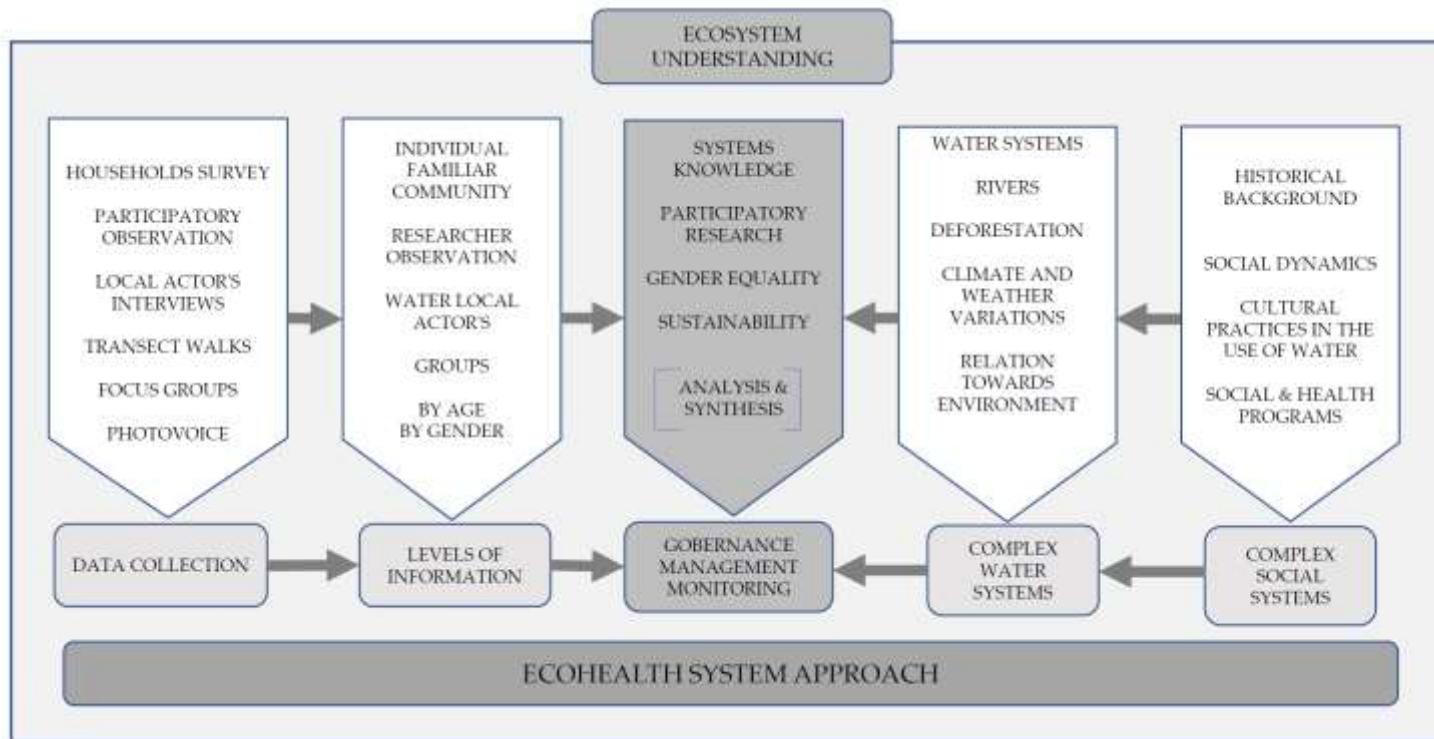 ECOSYSTEM
UNDERSTANDING
HOUSEHOLDS SURVEY
PARTICIPATORY
OBSERVATION
LOCAL ACTOR'S
INTERVIEWS
TRANSECT WALKS
FOCUS GROUPS
PHOTOVOICE
INDIVIDUAL
FAMILIAR
COMMUNITY
RESEARCHER
OBSERVATION
WATER LOCAL
ACTOR'S
GROUPS
BY AGE
BY GENDER
SYSTEMS
KNOWLEDGE
PARTICIPATORY
RESEARCH
GENDER EQUALITY
SUSTAINABILITY
ANALYSIS &
SYNTHESIS
WATER SYSTEMS
RIVERS
DEFORESTATION
CLIMATE AND
WEATHER
VARIATIONS
RELATION
TOWARDS
ENVIRONMENT
HISTORICAL
BACKGROUND
SOCIAL DYNAMICS
CULTURAL
PRACTICES IN THE
USE OF WATER
SOCIAL & HEALTH
PROGRAMS
DATA COLLECTION
LEVELS OF
INFORMATION
GOBERNANCE
MANAGEMENT
MONITORING
COMPLEX
WATER
SYSTEMS
COMPLEX
SOCIAL
SYSTEMS
ECOHEALTH SYSTEM APPROACH